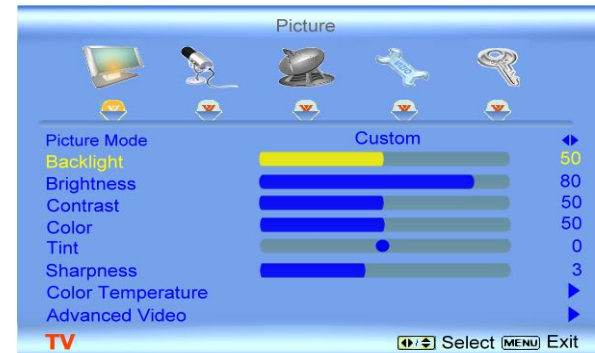 Picture
Picture Mode Custom
Backlight 50
Brightness 80
Contrast 50
Color 50
Tint 0
Sharpness 3
Color Temperature
Advanced Video
TV Select MENU Exit